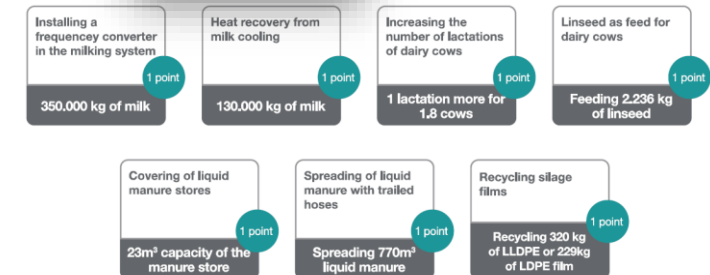 Installing a
frequencey converter
in the milking system
1 point
350.000 kg of milk
Heat recovery from
milk cooling
1 point
130.000 kg of milk
Increasing the
number of lactations
of dairy cows
1 point
1 lactation more for
1,8 cows
Linseed as feed for
dairy cows
1 point
Feeding 2.236 kg
of linseed
Covering of liquid
manure stores
1 point
23m³ capacity of the
manure store
Spreading of liquid
manure with trailed
hoses
1 point
Spreading 770m³
liquid manure
Recycling silage
films
1 point
Recycling 320 kg
of LLDPE or 229kg
of LDPE film